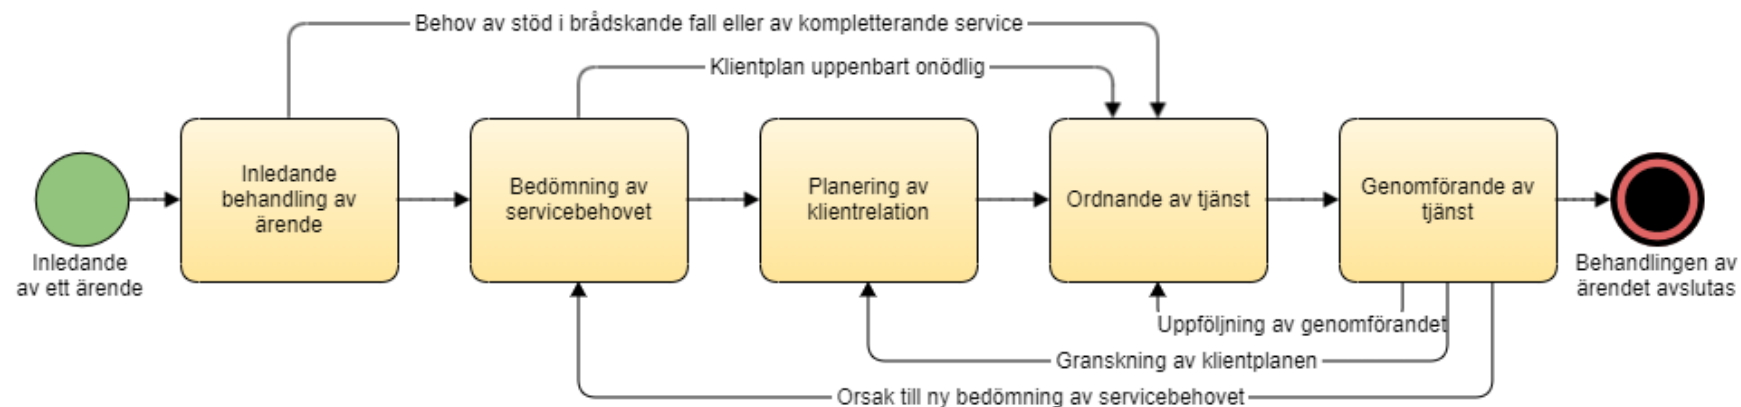 Behov av stöd i brådskande fall eller av kompletterande service
Klientplan uppenbart onödlig
Inledande
behandling av
ärende
Bedömning av
servicebehovet
Planering av
klientrelation
Ordnande av tjänst
Genomförande av
tjänst
Inledande
av ett ärende
Behandlingen av
ärendet avslutas
Uppföljning av genomförandet
Granskning av klientplanen
Orsak till ny bedömning av servicebehovet